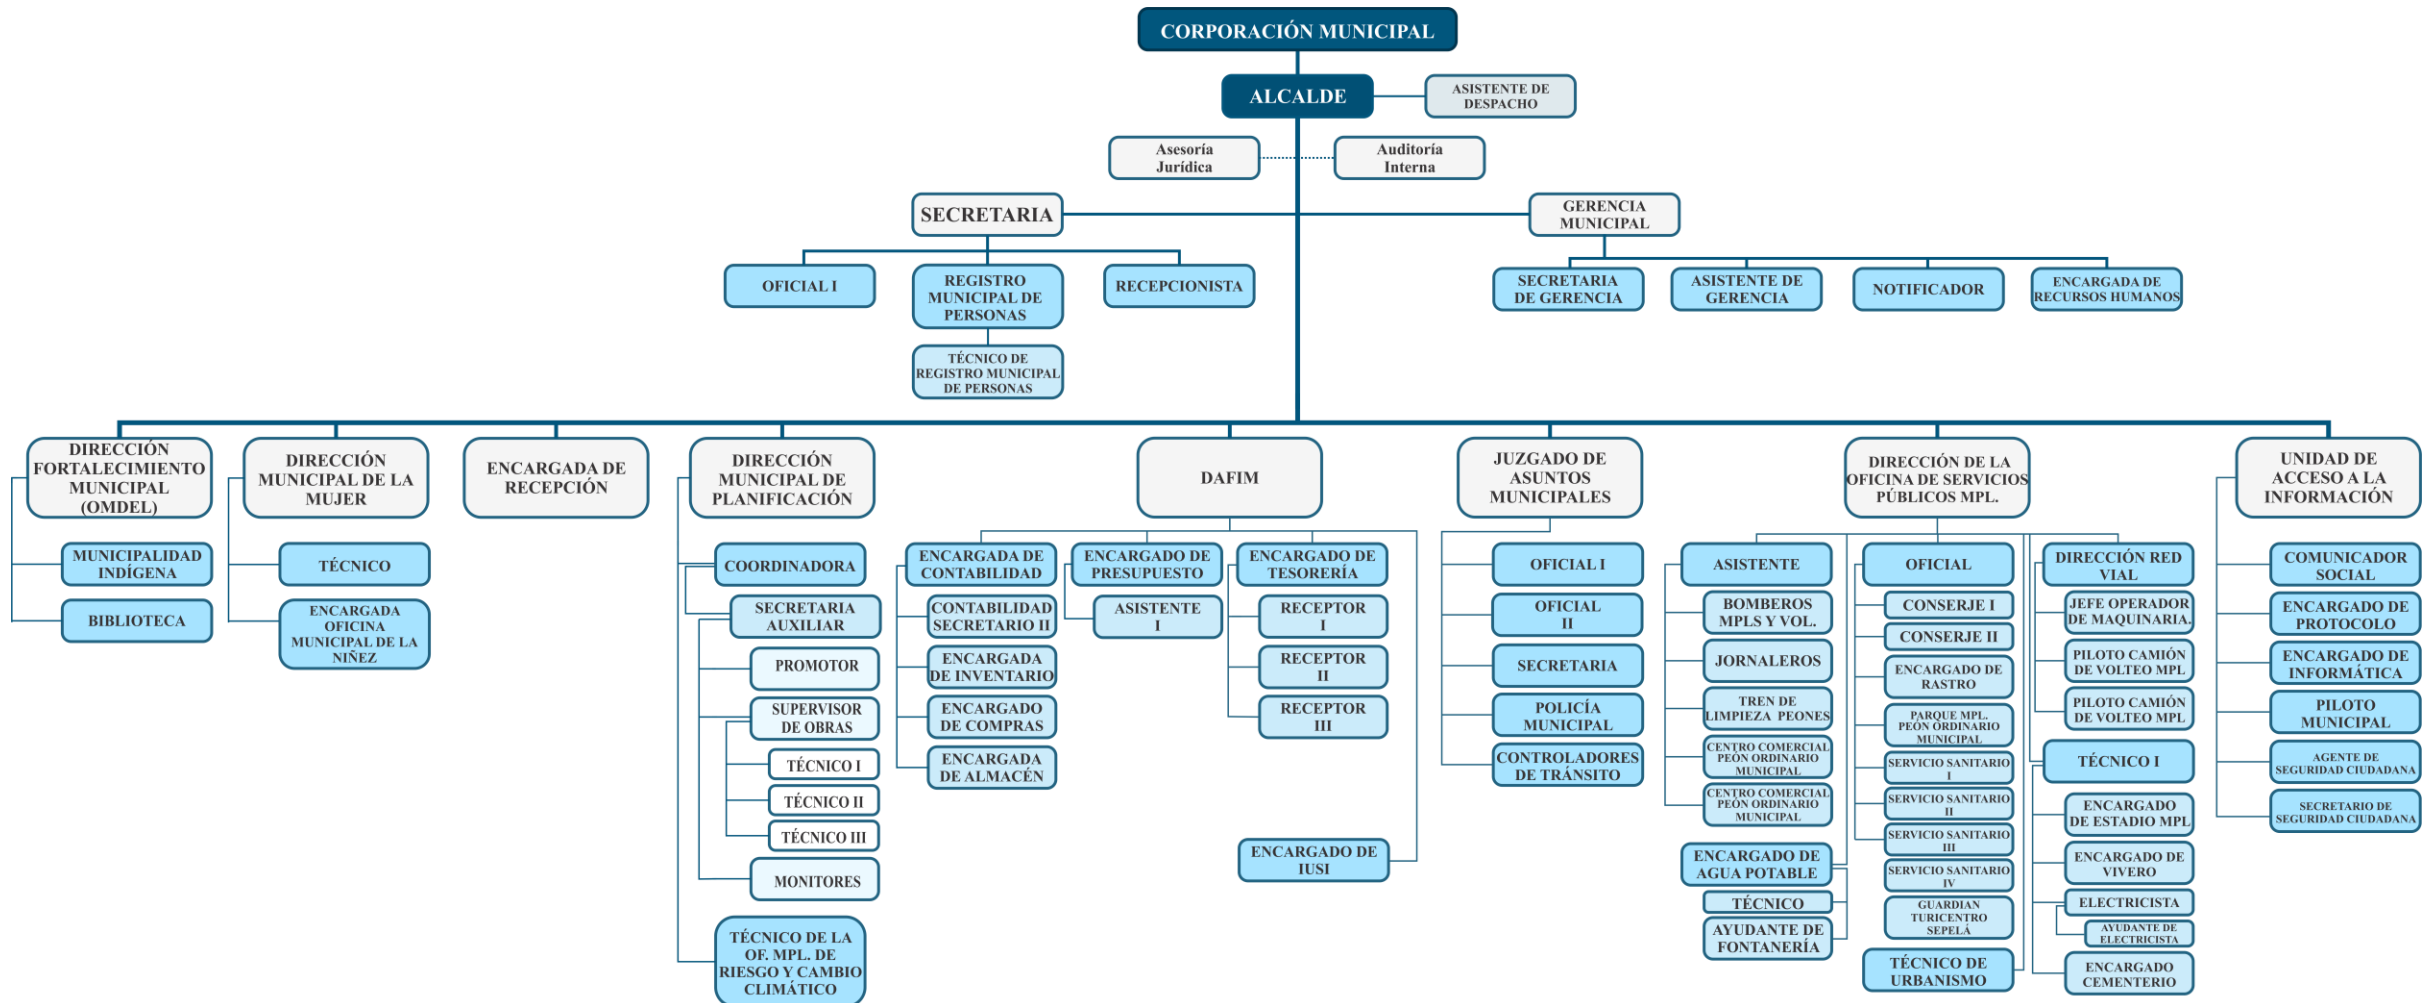 CORPORACIÓN MUNICIPAL
ALCALDE
ASISTENTE DE
DESPACHO
Asesoría
Jurídica
Auditoría
Interna
SECRETARIA
GERENCIA
MUNICIPAL
OFICIAL I
REGISTRO
MUNICIPAL DE
PERSONAS
RECEPCIONISTA
SECRETARIA
DE GERENCIA
ASISTENTE DE
GERENCIA
NOTIFICADOR
ENCARGADA DE
RECURSOS HUMANOS
TÉCNICO DE
REGISTRO MUNICIPAL
DE PERSONAS
DIRECCIÓN
FORTALECIMIENTO
MUNICIPAL
(OMDEL)
MUNICIPALIDAD
INDÍGENA
BIBLIOTECA
DIRECCIÓN
MUNICIPAL DE LA
MUJER
TÉCNICO
ENCARGADA
OFICINA
MUNICIPAL DE LA
NIÑEZ
ENCARGADA DE
RECEPCIÓN
DIRECCIÓN
MUNICIPAL DE
PLANIFICACIÓN
COORDINADORA
SECRETARIA
AUXILIAR
PROMOTOR
SUPERVISOR
DE OBRAS
TÉCNICO I
TÉCNICO II
TÉCNICO III
MONITORES
TÉCNICO DE LA
OF. MPL. DE
RIESGO Y CAMBIO
CLIMÁTICO
DAFIM
ENCARGADA DE
CONTABILIDAD
CONTABILIDAD
SECRETARIO II
ENCARGADA
DE INVENTARIO
ENCARGADO
DE COMPRAS
ENCARGADA
DE ALMACÉN
ENCARGADO DE
PRESUPUESTO
ASISTENTE
I
ENCARGADO DE
TESORERÍA
RECEPTOR
I
RECEPTOR
II
RECEPTOR
III
ENCARGADO DE
IUSI
JUZGADO DE
ASUNTOS
MUNICIPALES
OFICIAL I
OFICIAL
II
SECRETARIA
POLICÍA
MUNICIPAL
CONTROLADORES
DE TRÁNSITO
DIRECCIÓN DE LA
OFICINA DE SERVICIOS
PÚBLICOS MPL.
ASISTENTE
BOMBEROS
MPLS Y VOL.
JORNALEROS
TREN DE
LIMPIEZA PEONES
CENTRO COMERCIAL
PEÓN ORDINARIO
MUNICIPAL
CENTRO COMERCIAL
PEÓN ORDINARIO
MUNICIPAL
ENCARGADO DE
AGUA POTABLE
TÉCNICO
AYUDANTE DE
FONTANERÍA
OFICIAL
CONSERJE I
CONSERJE II
ENCARGADO DE
RASTRO
PARQUE MPL.
PEÓN ORDINARIO
MUNICIPAL
SERVICIO SANITARIO
I
SERVICIO SANITARIO
II
SERVICIO SANITARIO
III
SERVICIO SANITARIO
IV
GUARDIAN
TURICENTRO
SEPELÁ
TÉCNICO DE
URBANISMO
DIRECCIÓN RED
VIAL
JEFE OPERADOR
DE MAQUINARIA.
PILOTO CAMIÓN
DE VOLTEO MPL
PILOTO CAMIÓN
DE VOLTEO MPL
TÉCNICO I
ENCARGADO
DE ESTADIO MPL
ENCARGADO DE
VIVERO
ELECTRICISTA
AYUDANTE DE
ELECTRICISTA
ENCARGADO
CEMENTERIO
UNIDAD DE
ACCESO A LA
INFORMACIÓN
COMUNICADOR
SOCIAL
ENCARGADO DE
PROTOCOLO
ENCARGADO DE
INFORMÁTICA
PILOTO
MUNICIPAL
AGENTE DE
SEGURIDAD CIUDADANA
SECRETARIO DE
SEGURIDAD CIUDADANA